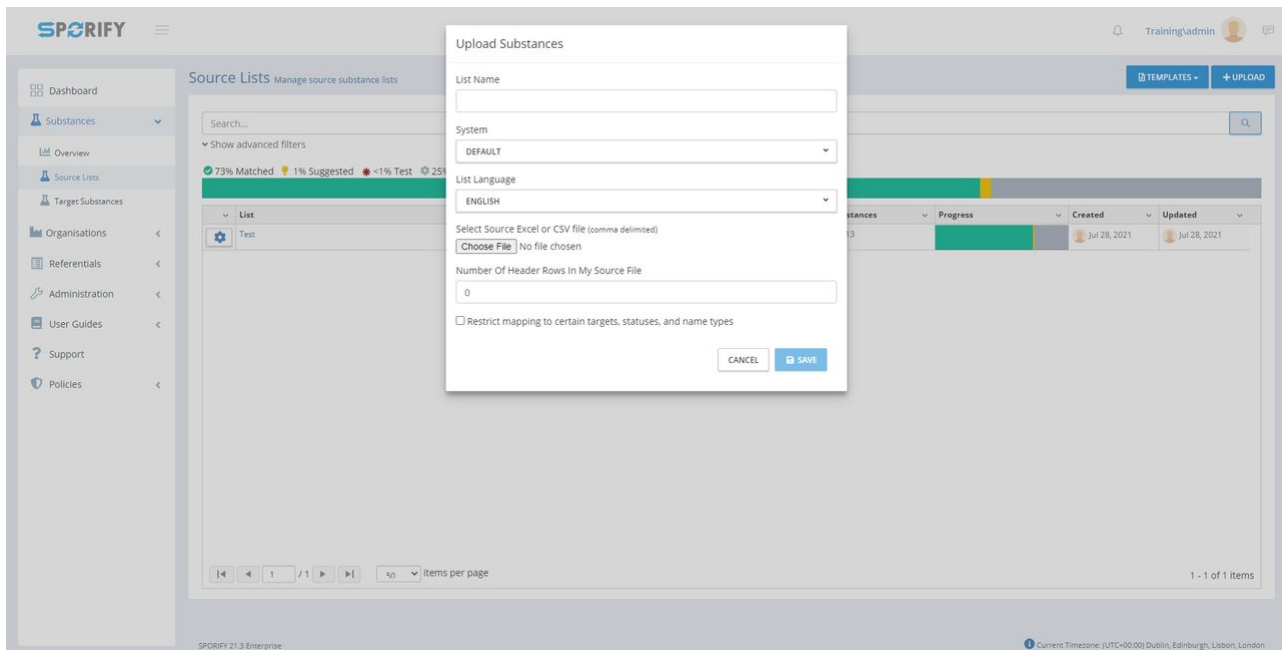 SPORIFY
Training\admin
Dashboard
Substances
Overview
Source Lists
Target Substances
Organisations
Referentials
Administration
User Guides
Support
Policies
Source Lists Manage source substance lists
TEMPLATES
+ UPLOAD
Search...
Show advanced filters
73% Matched 1% Suggested <1% Test 25%
List
stances
Progress
Created
Updated
Test
13
Jul 28, 2021
Jul 28, 2021
Upload Substances
List Name
System
DEFAULT
List Language
ENGLISH
Select Source Excel or CSV file (comma delimited)
Choose File No file chosen
Number Of Header Rows In My Source File
0
Restrict mapping to certain targets, statuses, and name types
CANCEL
SAVE
1 / 1
50 items per page
1 - 1 of 1 items
SPORIFY 21.3 Enterprise
Current Timezone: (UTC+00:00) Dublin, Edinburgh, Lisbon, London